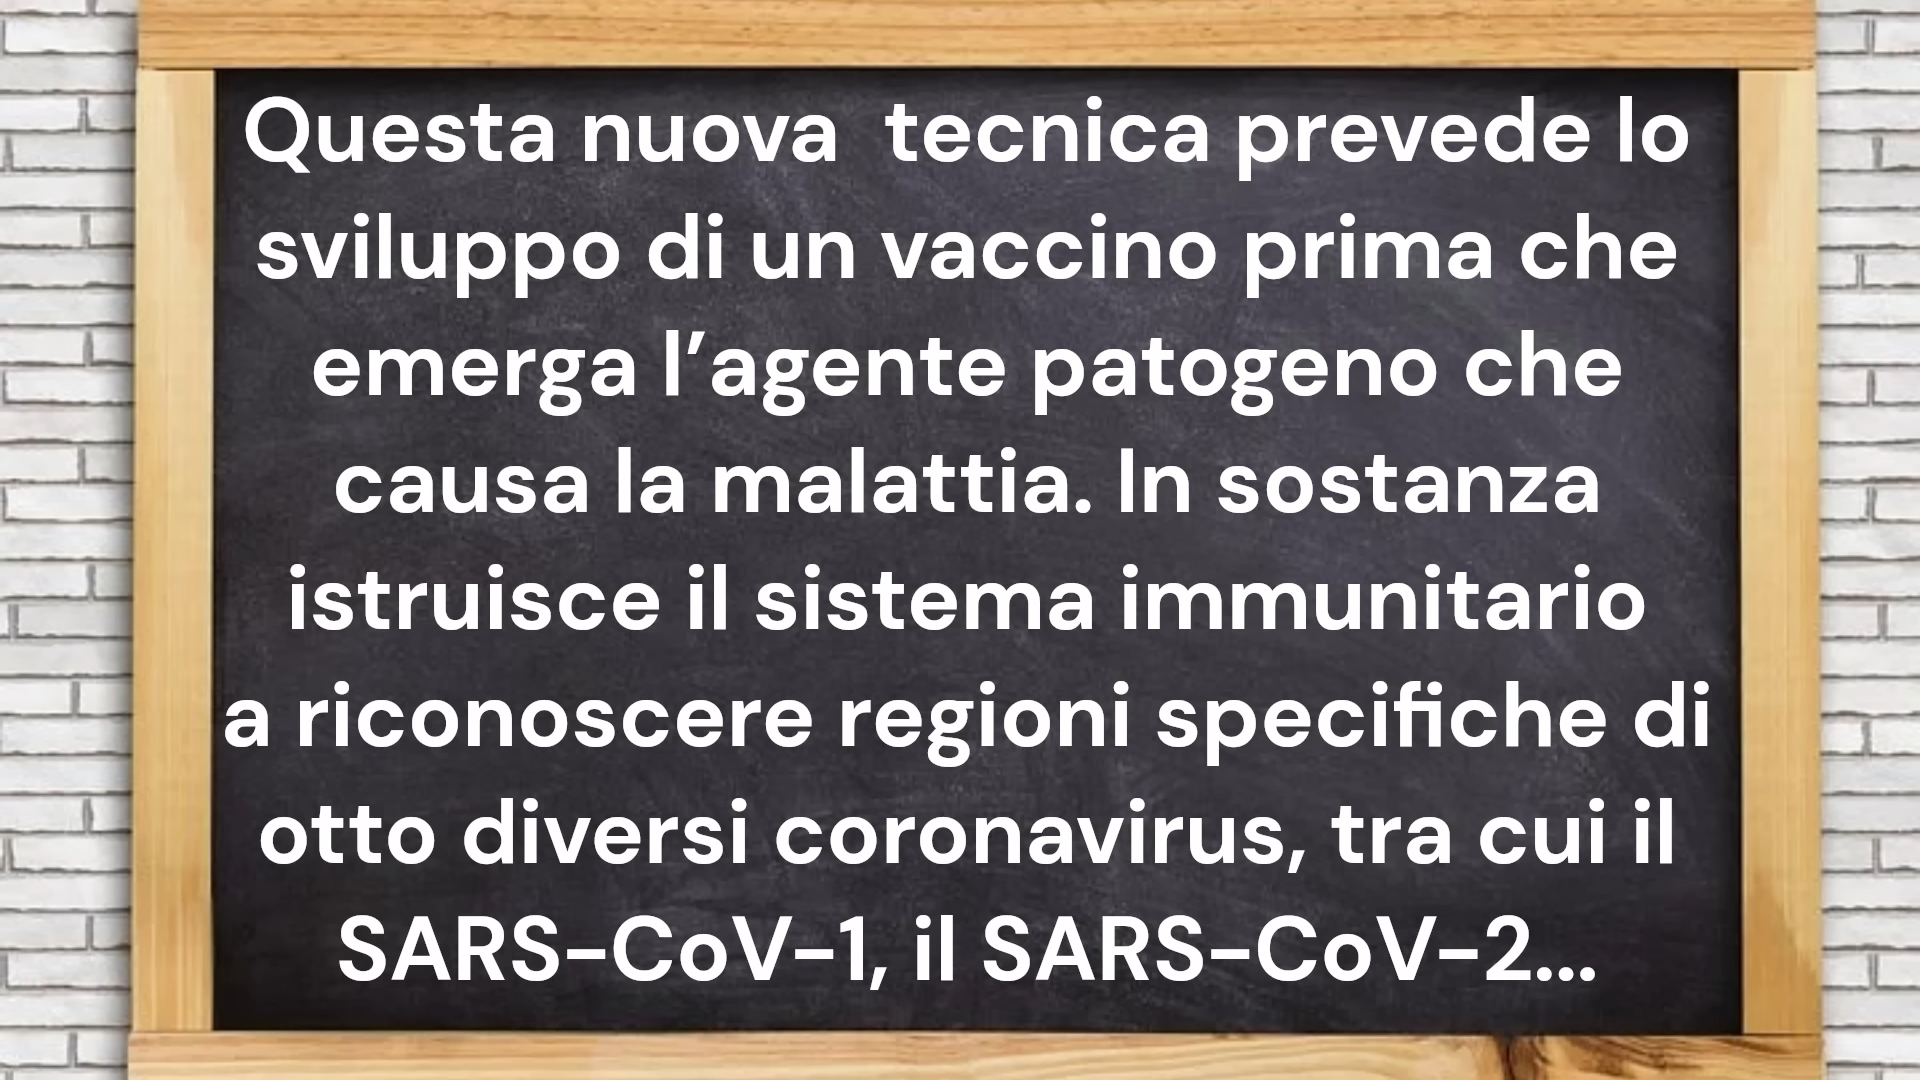 Questa nuova  tecnica prevede lo
sviluppo di un vaccino prima che
emerga l’agente patogeno che
causa la malattia. In sostanza
istruisce il sistema immunitario
a riconoscere regioni specifiche di
otto diversi coronavirus, tra cui il
SARS-CoV-1, il SARS-CoV-2...